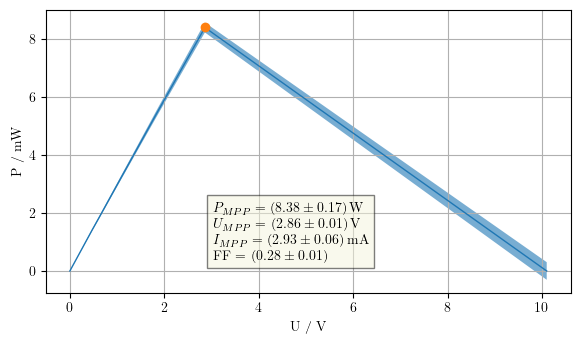 P / mW
8
6
4
2
0
P_{MPP} = (8.38 ± 0.17) W
U_{MPP} = (2.86 ± 0.01) V
I_{MPP} = (2.93 ± 0.06) mA
FF = (0.28 ± 0.01)
0 2 4 6 8 10
U / V